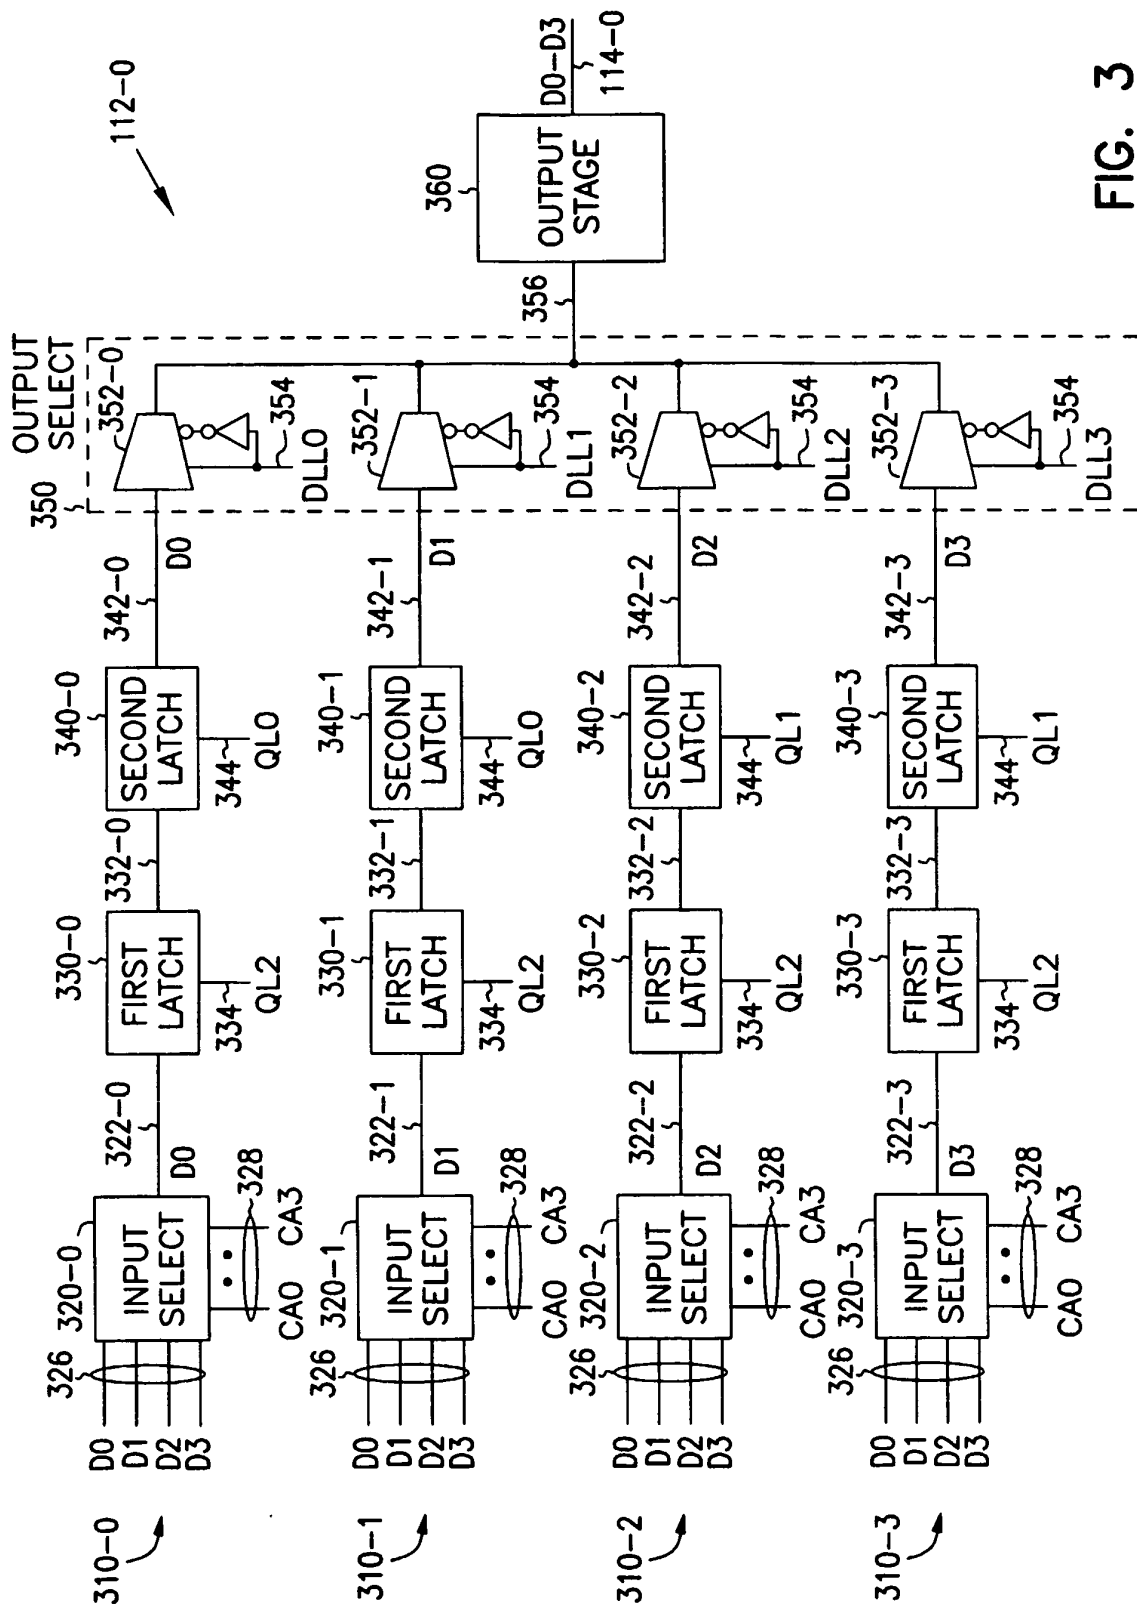 112-0
OUTPUT
SELECT
350
310-0
D0
D1
D2
D3
326
320-0
INPUT
SELECT
CA0
CA3
328
322-0
D0
330-0
FIRST
LATCH
334
QL2
332-0
340-0
SECOND
LATCH
344
QL0
342-0
D0
352-0
354
DLL0
310-1
D0
D1
D2
D3
326
320-1
INPUT
SELECT
CA0
CA3
328
322-1
D1
330-1
FIRST
LATCH
334
QL2
332-1
340-1
SECOND
LATCH
344
QL0
342-1
D1
352-1
354
DLL1
310-2
D0
D1
D2
D3
326
320-2
INPUT
SELECT
CA0
CA3
328
322-2
D2
330-2
FIRST
LATCH
334
QL2
332-2
340-2
SECOND
LATCH
344
QL1
342-2
D2
352-2
354
DLL2
310-3
D0
D1
D2
D3
326
320-3
INPUT
SELECT
CA0
CA3
328
322-3
D3
330-3
FIRST
LATCH
334
QL2
332-3
340-3
SECOND
LATCH
344
QL1
342-3
D3
352-3
354
DLL3
356
360
OUTPUT
STAGE
D0-D3
114-0
FIG. 3